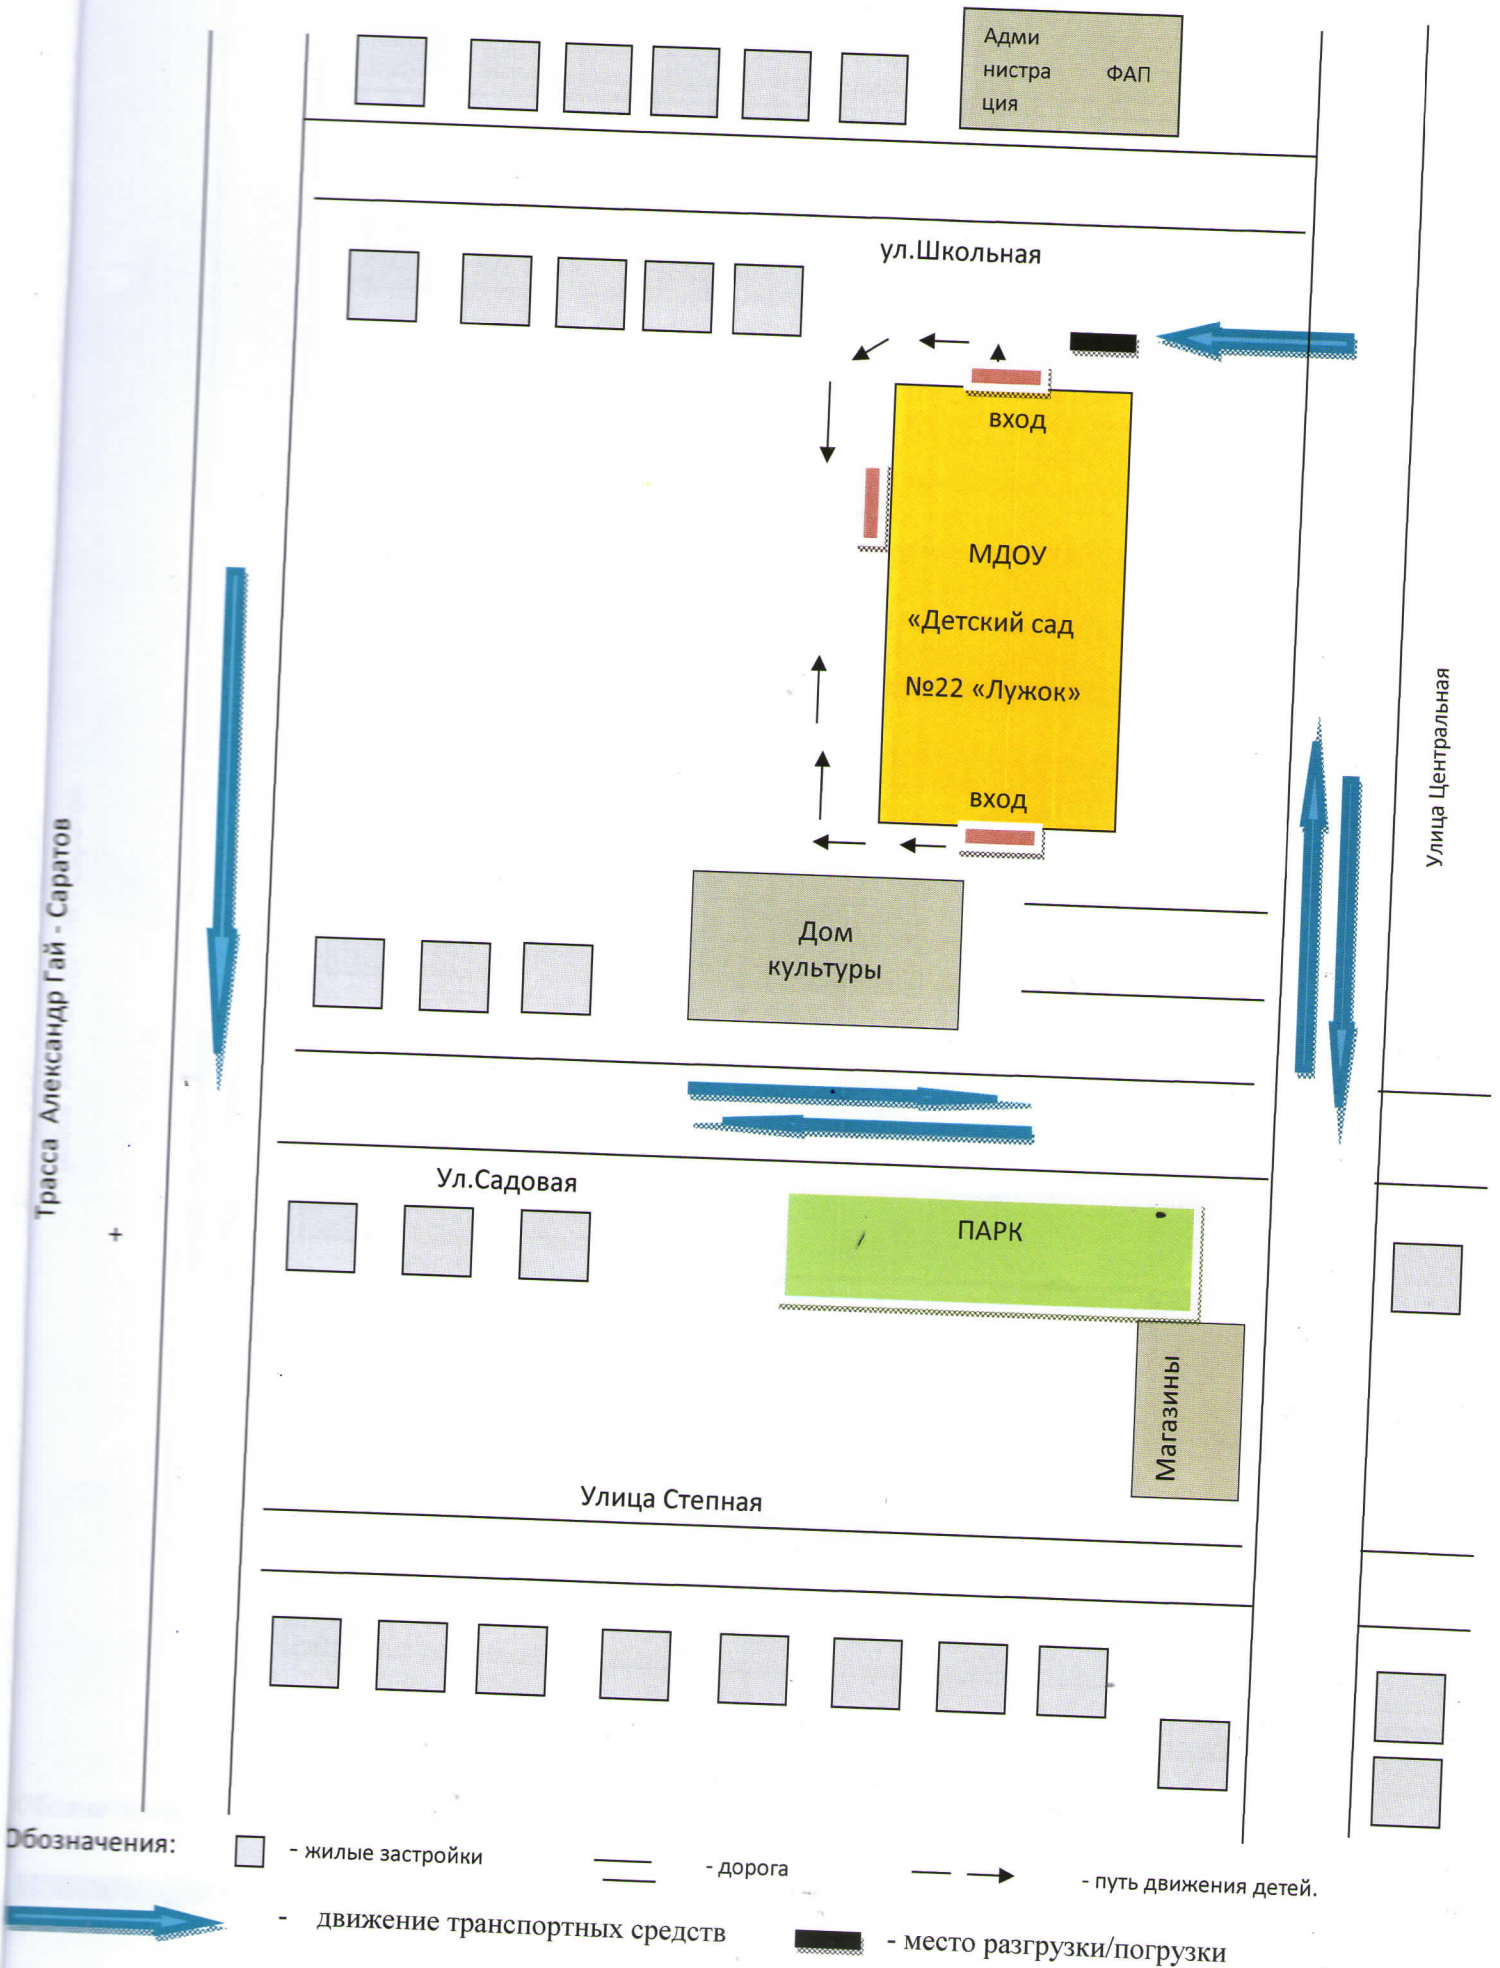 Адми
нистра ФАП
ция
ул.Школьная
вход
МДОУ
«Детский сад
№22 «Лужок»
вход
Улица Центральная
Дом
культуры
Трасса Александр Гай - Саратов
Ул.Садовая
ПАРК
Магазины
Улица Степная
Обозначения:
- жилые застройки
- дорога
- путь движения детей.
- движение транспортных средств
- место разгрузки/погрузки